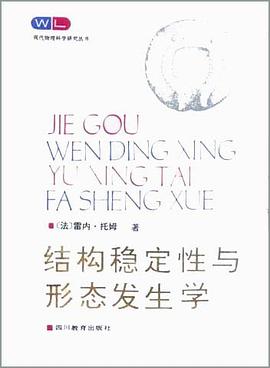 WL
现代物理科学研究丛书
JIE GOU
WEN DING XING
YU XING TAI
FA SHENG XUE
(法)雷内·托姆 著
结构稳定性与
形态发生学
四川教育出版社